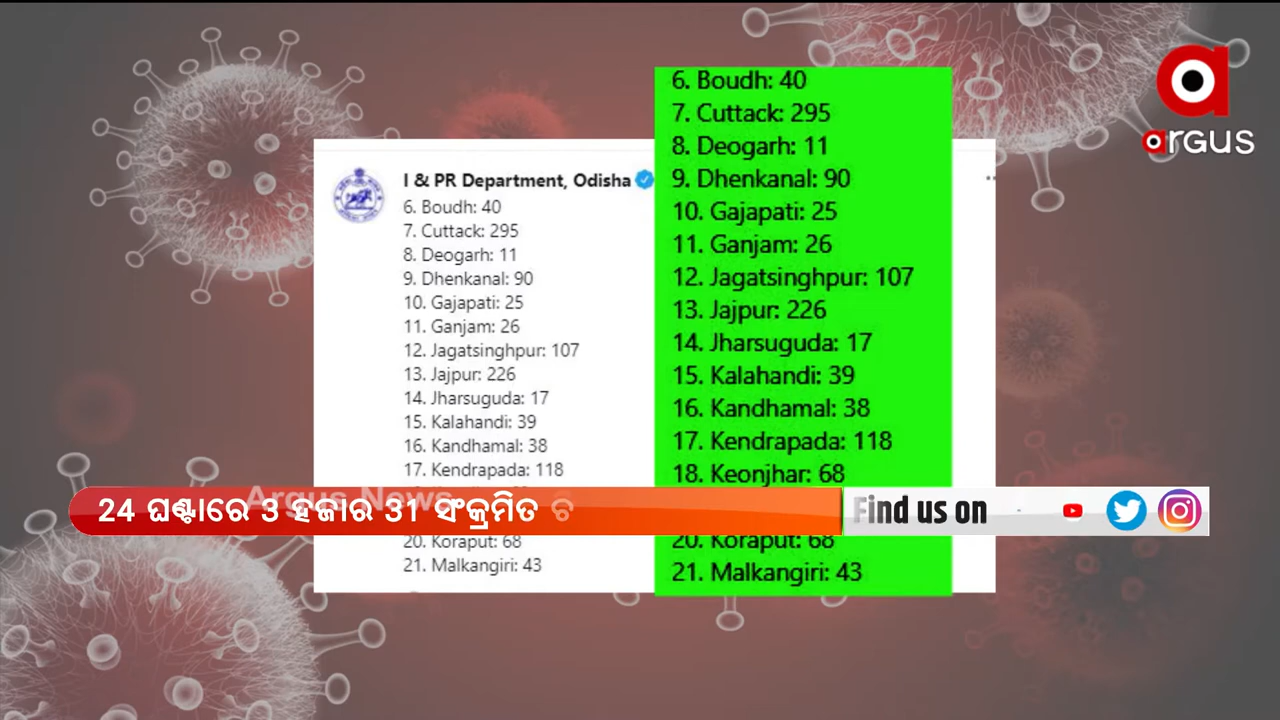 argus
I & PR Department, Odisha
6. Boudh: 40
7. Cuttack: 295
8. Deogarh: 11
9. Dhenkanal: 90
10. Gajapati: 25
11. Ganjam: 26
12. Jagatsinghpur: 107
13. Jajpur: 226
14. Jharsuguda: 17
15. Kalahandi: 39
16. Kandhamal: 38
17. Kendrapada: 118
20. Koraput: 68
21. Malkangiri: 43
6. Boudh: 40
7. Cuttack: 295
8. Deogarh: 11
9. Dhenkanal: 90
10. Gajapati: 25
11. Ganjam: 26
12. Jagatsinghpur: 107
13. Jajpur: 226
14. Jharsuguda: 17
15. Kalahandi: 39
16. Kandhamal: 38
17. Kendrapada: 118
18. Keonjhar: 68
20. Koraput: 68
21. Malkangiri: 43
Argus News
24 ଘଣ୍ଟାରେ 3 ହଜାର 31 ସଂକ୍ରମିତ ଚି
Find us on